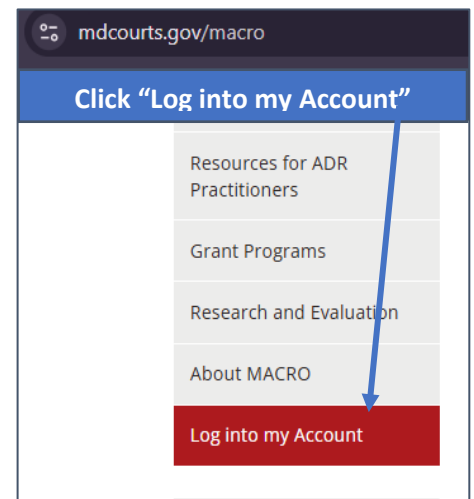 mdcourts.gov/macro
Click “Log into my Account”
Resources for ADR
Practitioners
Grant Programs
Research and Evaluation
About MACRO
Log into my Account